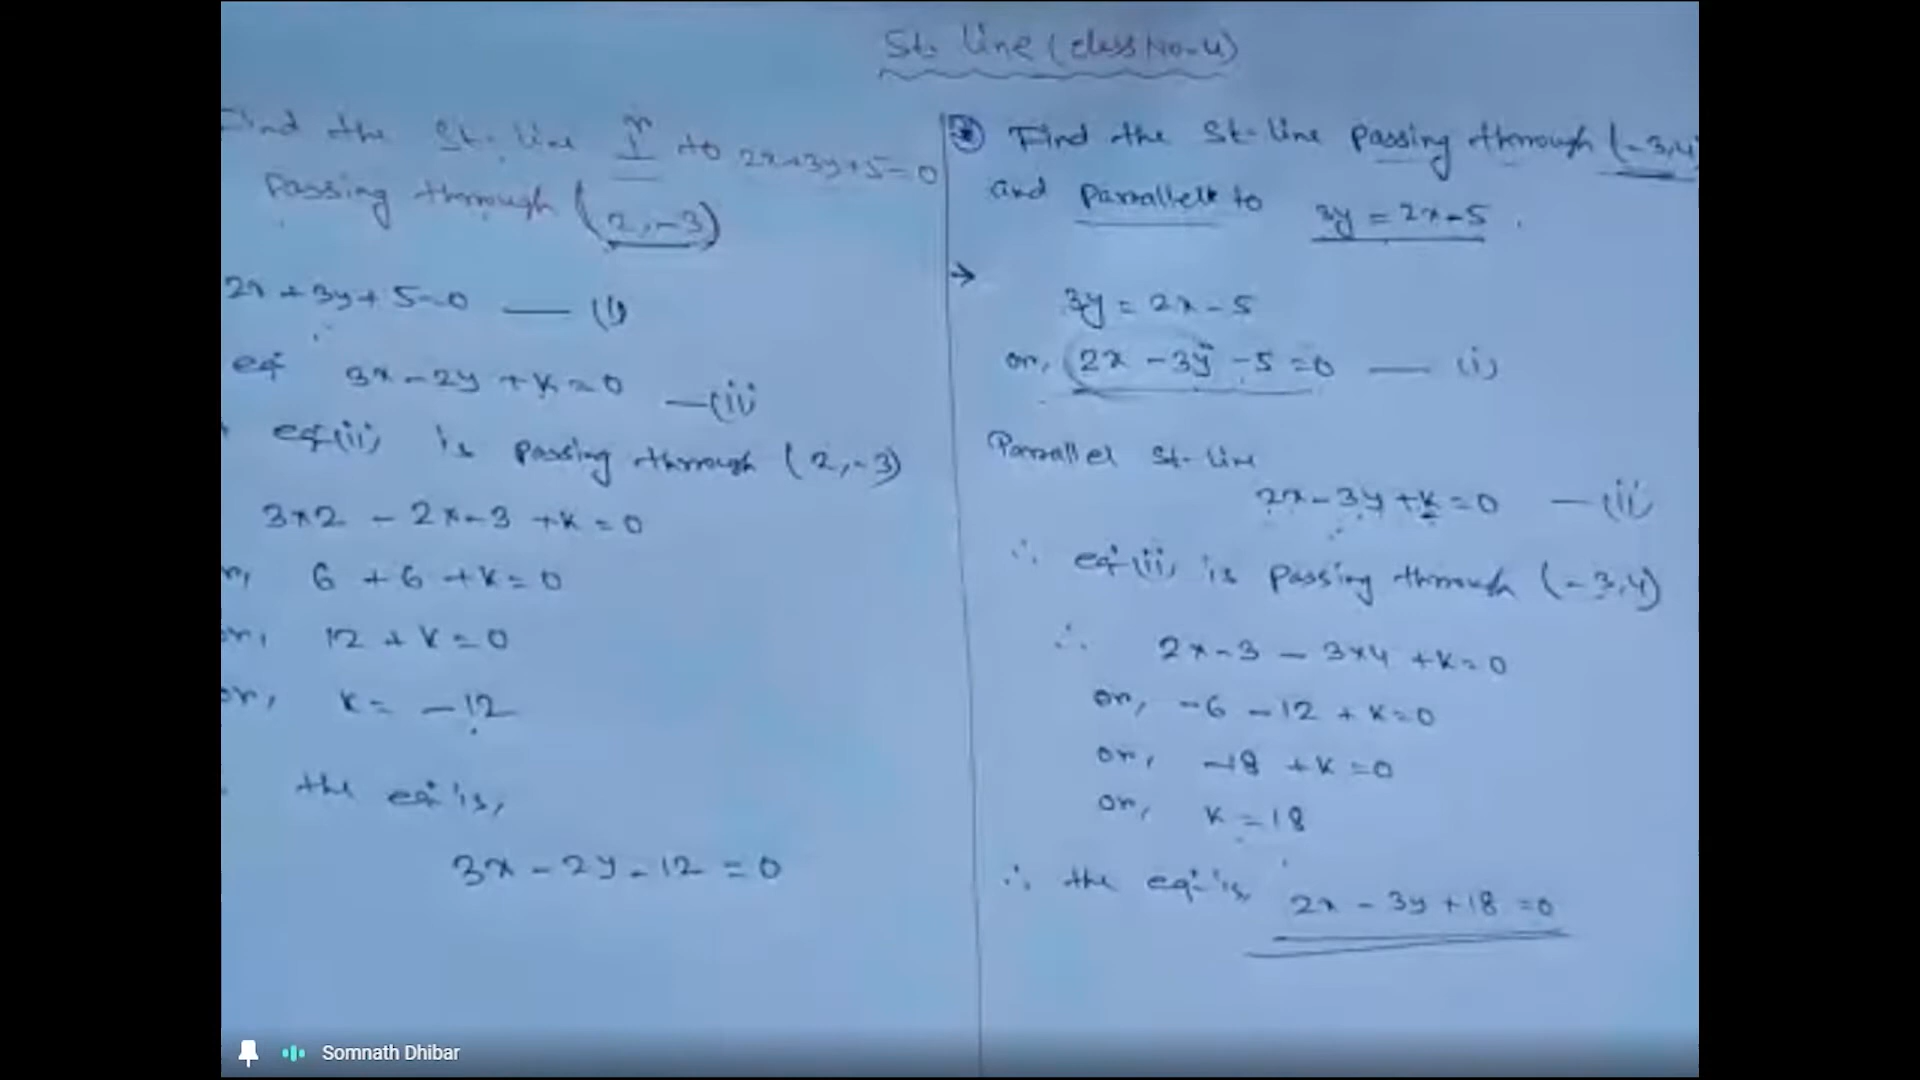 St. line (class No-4)
Find the St. line ⊥r to 2x+3y+5=0
passing through (2,-3)
2x+3y+5=0 — (i)
eqn 3x-2y+k=0 — (ii)
eqn(ii) is passing through (2,-3)
3×2 - 2×-3 +k=0
or, 6 +6 +k=0
or, 12 + k=0
or, k= -12
the eqn is,
3x - 2y - 12 = 0
Find the St-line passing through (-3,4)
and parallel to 3y = 2x-5.
→
3y = 2x - 5
or, 2x - 3y - 5 =0 — (i)
Parallel St-line
2x-3y+k=0 — (ii)
∴ eqn(ii) is passing through (-3,4)
∴ 2×-3 - 3×4 +k=0
or, -6 -12 +k=0
or, -18 +k=0
or, k=18
∴ the eqn is, 2x - 3y +18 =0
Somnath Dhibar